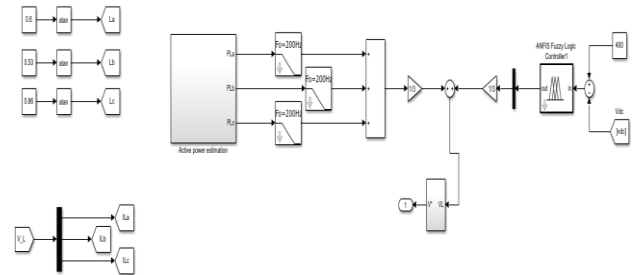 0.6
atan
La
0.53
atan
Lb
0.86
atan
Lc
PLa
PLb
PLc
Active power estimation
Fo=200Hz
Fo=200Hz
Fo=200Hz
+
+
+
1/3
1/3
ANFIS Fuzzy Logic
Controller1
out
in
400
Vdc
[vdc]
1
V*
V_L
ILa
ILb
ILc